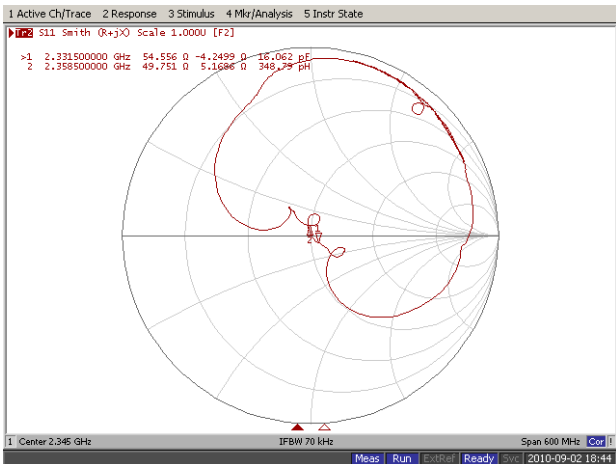 1 Active Ch/Trace 2 Response 3 Stimulus 4 Mkr/Analysis 5 Instr State
Tr2 S11 Smith (R+jX) Scale 1.000U [F2]
>1 2.331500000 GHz 54.556 Ω -4.2499 Ω 16.062 pF
2 2.358500000 GHz 49.751 Ω 5.1686 Ω 348.79 pH
2
1 Center 2.345 GHz IFBW 70 kHz Span 600 MHz Cor !
Meas Run ExtRef Ready Svc 2010-09-02 18:44